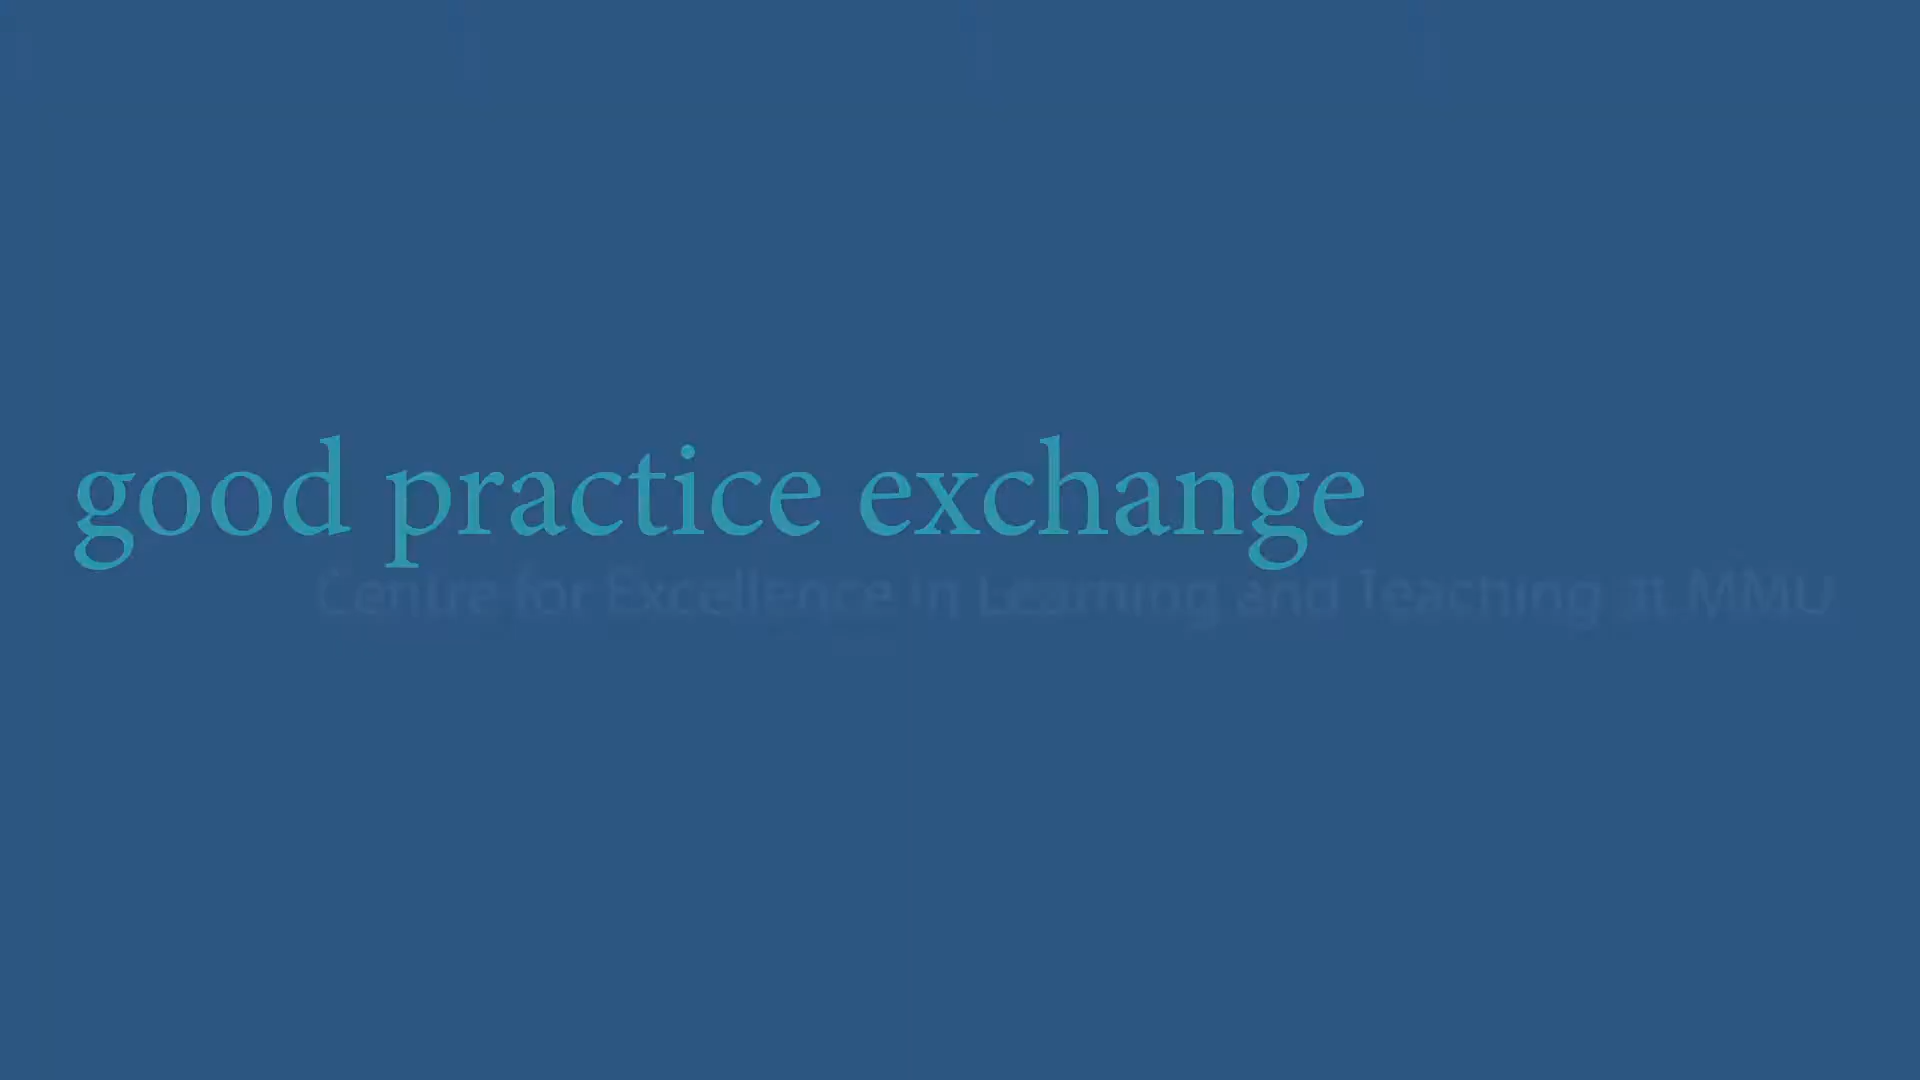 good practice exchange
Centre for Excellence in Learning and Teaching at MMU